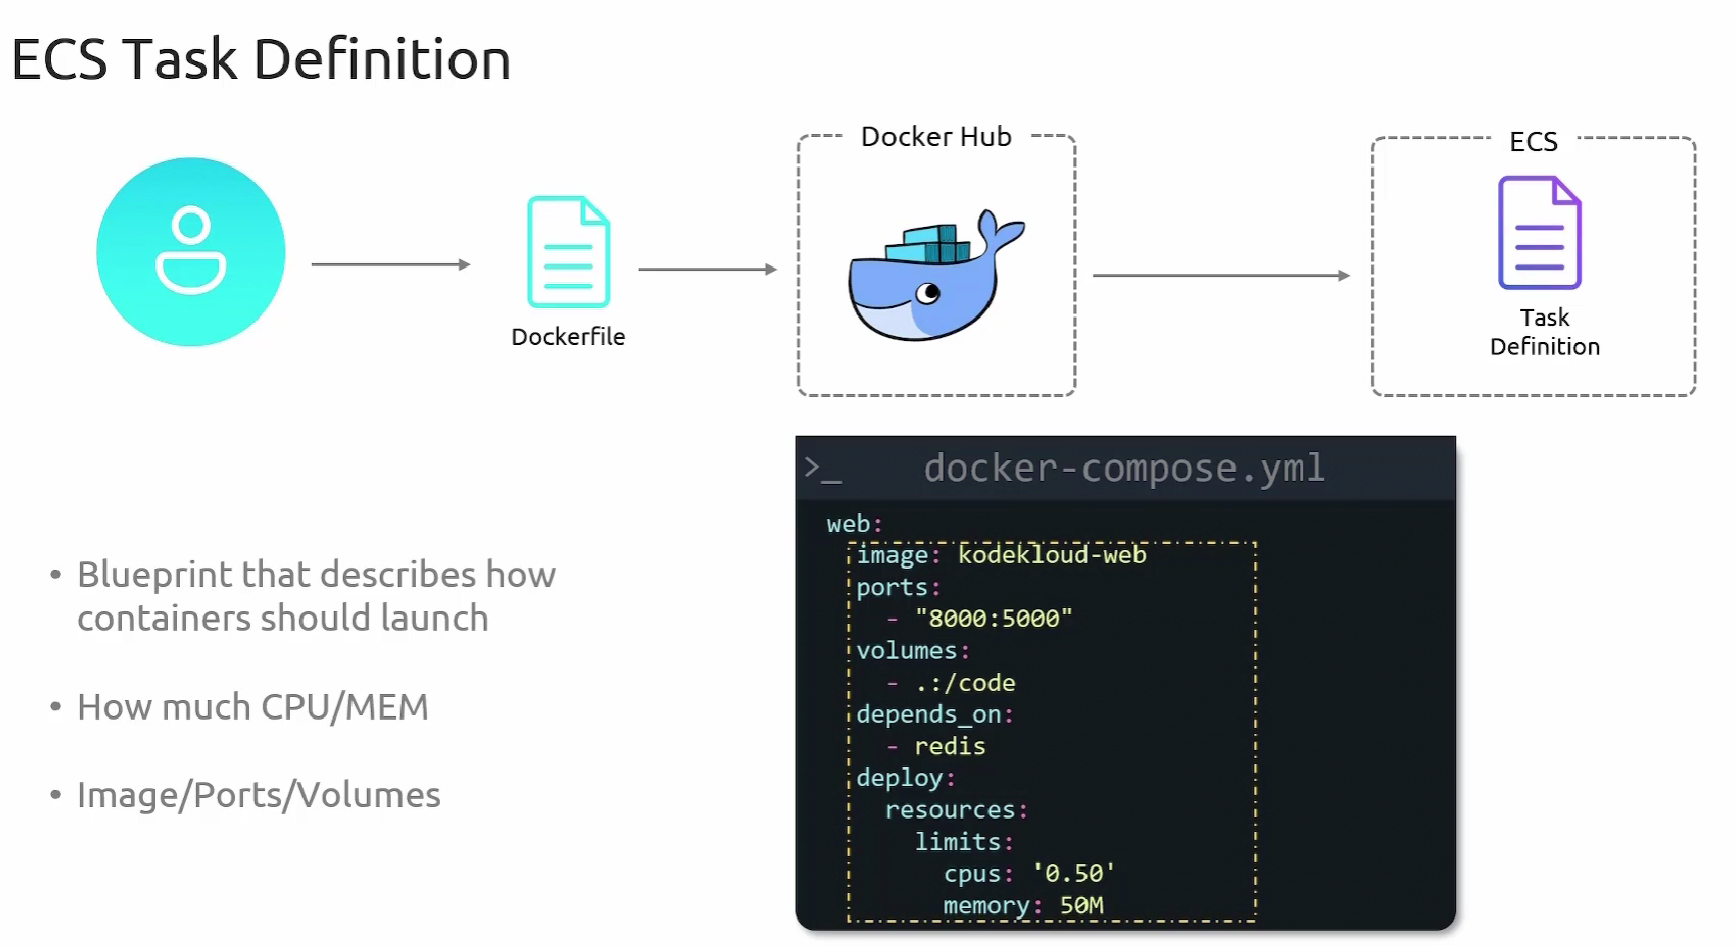 ECS Task Definition
Docker Hub
ECS
Dockerfile
Task
Definition
• Blueprint that describes how
containers should launch
• How much CPU/MEM
• Image/Ports/Volumes
>_ docker-compose.yml
web:
image: kodekloud-web
ports:
- "8000:5000"
volumes:
- .:/code
depends_on:
- redis
deploy:
resources:
limits:
cpus: '0.50'
memory: 50M